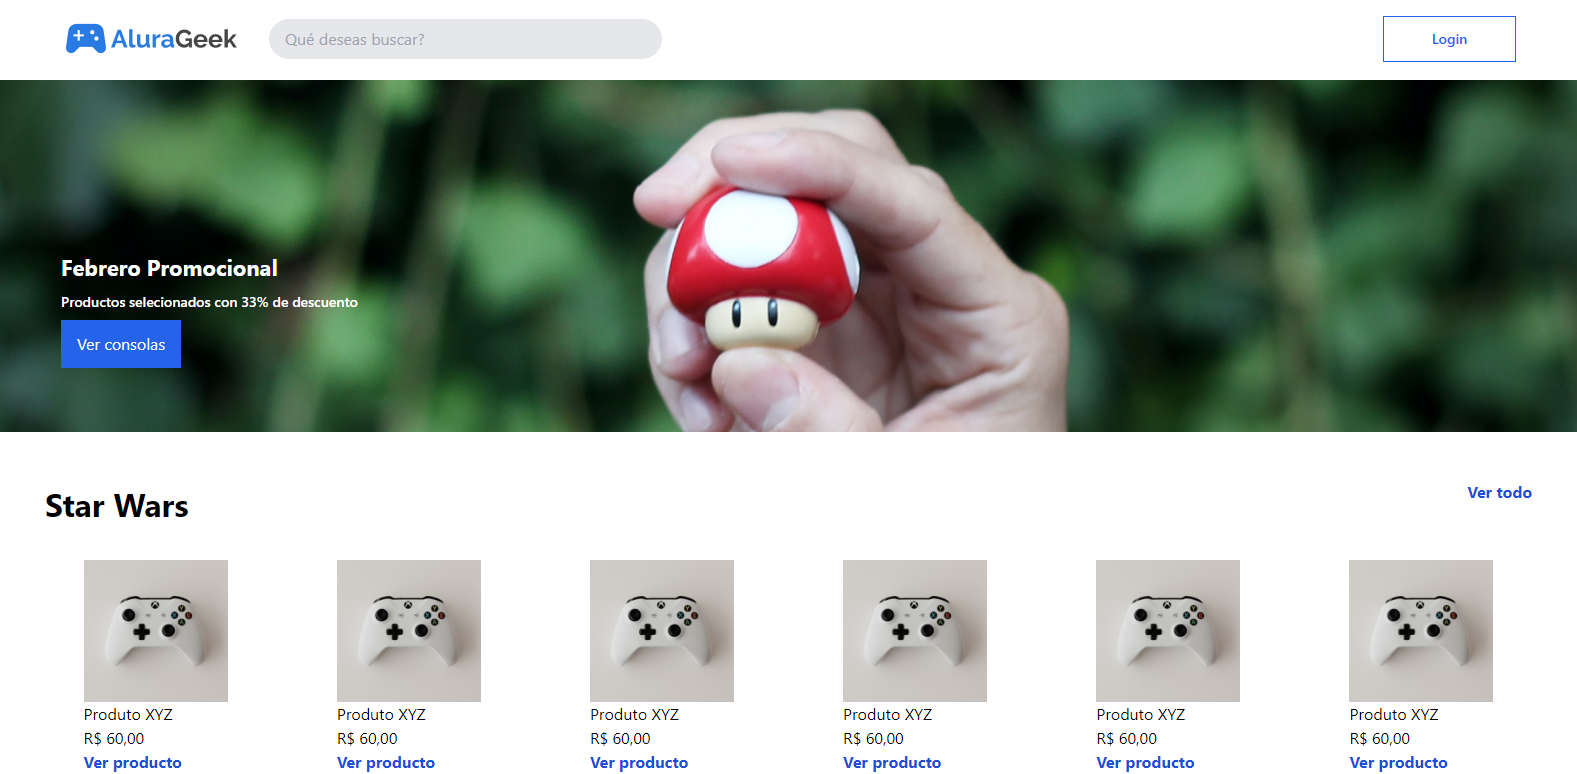 AluraGeek
Qué deseas buscar?
Login
Febrero Promocional
Productos selecionados con 33% de descuento
Ver consolas
Star Wars
Ver todo
Produto XYZ
R$ 60,00
Ver producto
Produto XYZ
R$ 60,00
Ver producto
Produto XYZ
R$ 60,00
Ver producto
Produto XYZ
R$ 60,00
Ver producto
Produto XYZ
R$ 60,00
Ver producto
Produto XYZ
R$ 60,00
Ver producto